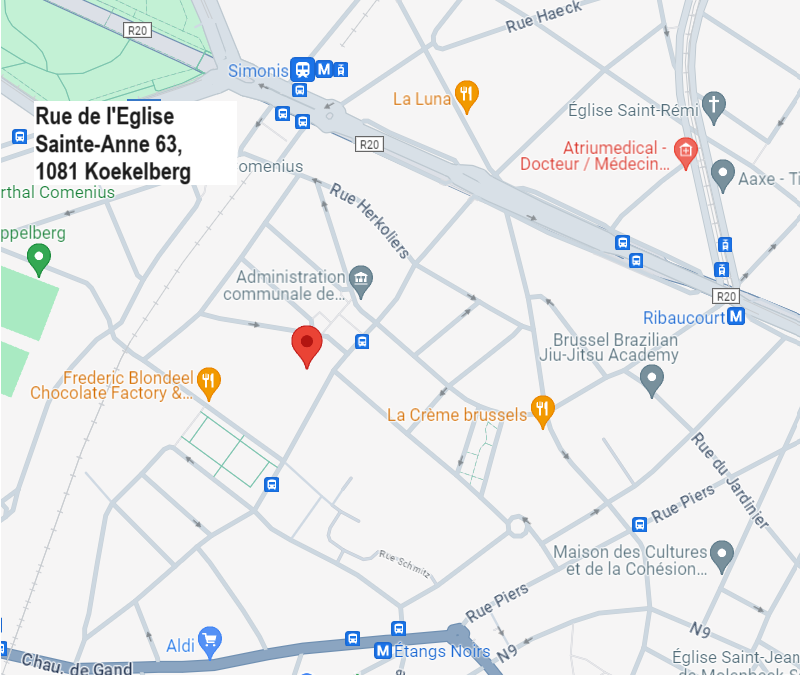 Rue Haeck
R20
Simonis
M
La Luna
Rue de l'Eglise
Sainte-Anne 63,
1081 Koekelberg
Église Saint-Rémi
R20
Atriumedical -
Docteur / Médecin...
omenius
Aaxe - Ti
rthal Comenius
Rue Herkoliers
ppelberg
Administration
communale de...
R20
Ribaucourt M
Brussel Brazilian
Jiu-Jitsu Academy
Frederic Blondeel
Chocolate Factory &...
La Crème brussels
Rue du Jardinier
Rue Piers
Maison des Cultures
et de la Cohésion...
Rue Schmitz
Rue Piers
N9
Aldi
M Étangs Noirs
N9
Chau. de Gand
Église Saint-Jean
de Molenbeek S